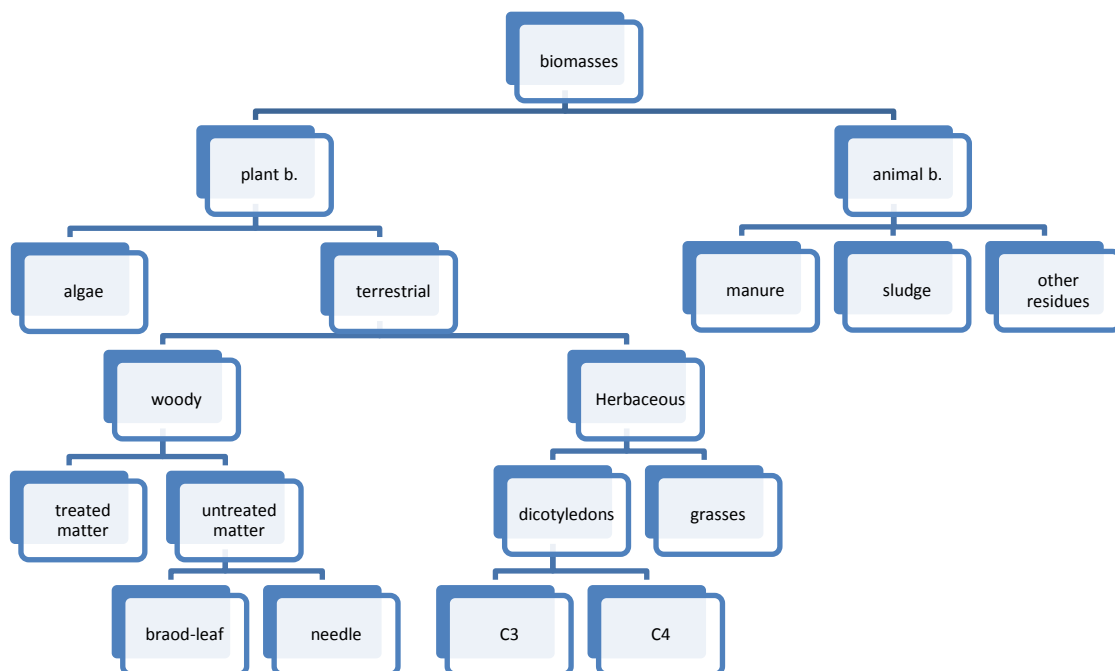 biomasses
plant b.
animal b.
algae
terrestrial
manure
sludge
other
residues
woody
Herbaceous
treated
matter
untreated
matter
dicotyledons
grasses
braod-leaf
needle
C3
C4